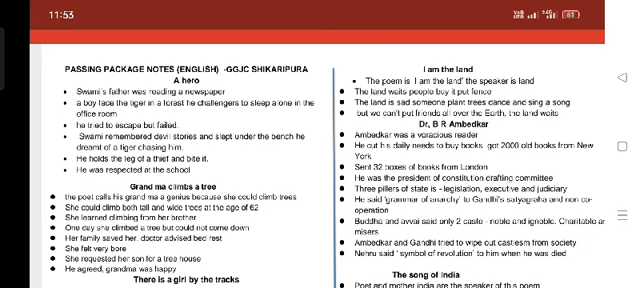 11:53
81
PASSING PACKAGE NOTES (ENGLISH) -GGJC SHIKARIPURA
A hero
• Swami's father was reading a newspaper
• a boy face the tiger in a forest he challengers to sleep alone in the
office room
• he tried to escape but failed.
• Swami remembered devil stories and slept under the bench he
dreamt of a tiger chasing him.
• He holds the leg of a thief and bite it.
• He was respected at the school
Grand ma climbs a tree
● the poet calls his grand ma a genius because she could climb trees
● She could climb both tall and wide trees at the age of 62
● She learned climbing from her brother
● One day she climbed a tree but could not come down
● Her family saved her, doctor advised bed rest
● She felt very bore
● She requested her son for a tree house
● He agreed, grandma was happy
There is a girl by the tracks
I am the land
• The poem is 'I am the land' the speaker is land
● The land waits people buy it put fence
● The land is sad someone plant trees dance and sing a song
● but we can't put friends all over the Earth, the land waits
Dr, B R Ambedkar
● Ambedkar was a voracious reader
● He cut his daily needs to buy books, got 2000 old books from New
York
● Sent 32 boxes of books from London
● He was the president of constitution drafting committee
● Three pillars of state is - legislation, executive and judiciary
● He said 'grammar of anarchy' to Gandhi's satyagraha and non co-
operation
● Buddha and avvai said only 2 caste - noble and ignoble. Charitable ar
misers
● Ambedkar and Gandhi tried to wipe out castiesm from society
● Nehru said ' symbol of revolution' to him when he was died
The song of India
● Poet and mother india are the speaker of this poem